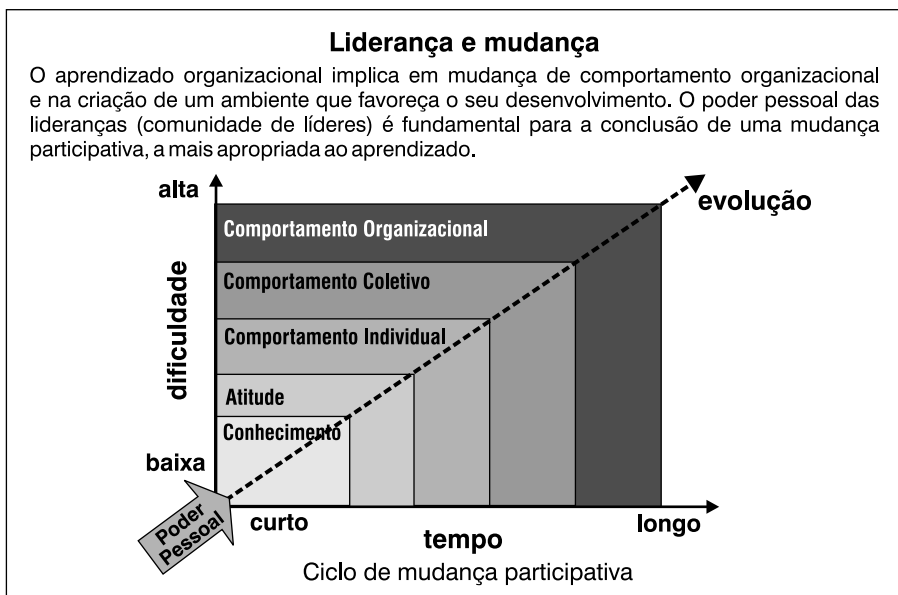 Liderança e mudança
O aprendizado organizacional implica em mudança de comportamento organizacional
e na criação de um ambiente que favoreça o seu desenvolvimento. O poder pessoal das
lideranças (comunidade de líderes) é fundamental para a conclusão de uma mudança
participativa, a mais apropriada ao aprendizado.
alta
evolução
Comportamento Organizacional
Comportamento Coletivo
dificuldade
Comportamento Individual
Atitude
Conhecimento
baixa
Poder
Pessoal
curto
longo
tempo
Ciclo de mudança participativa